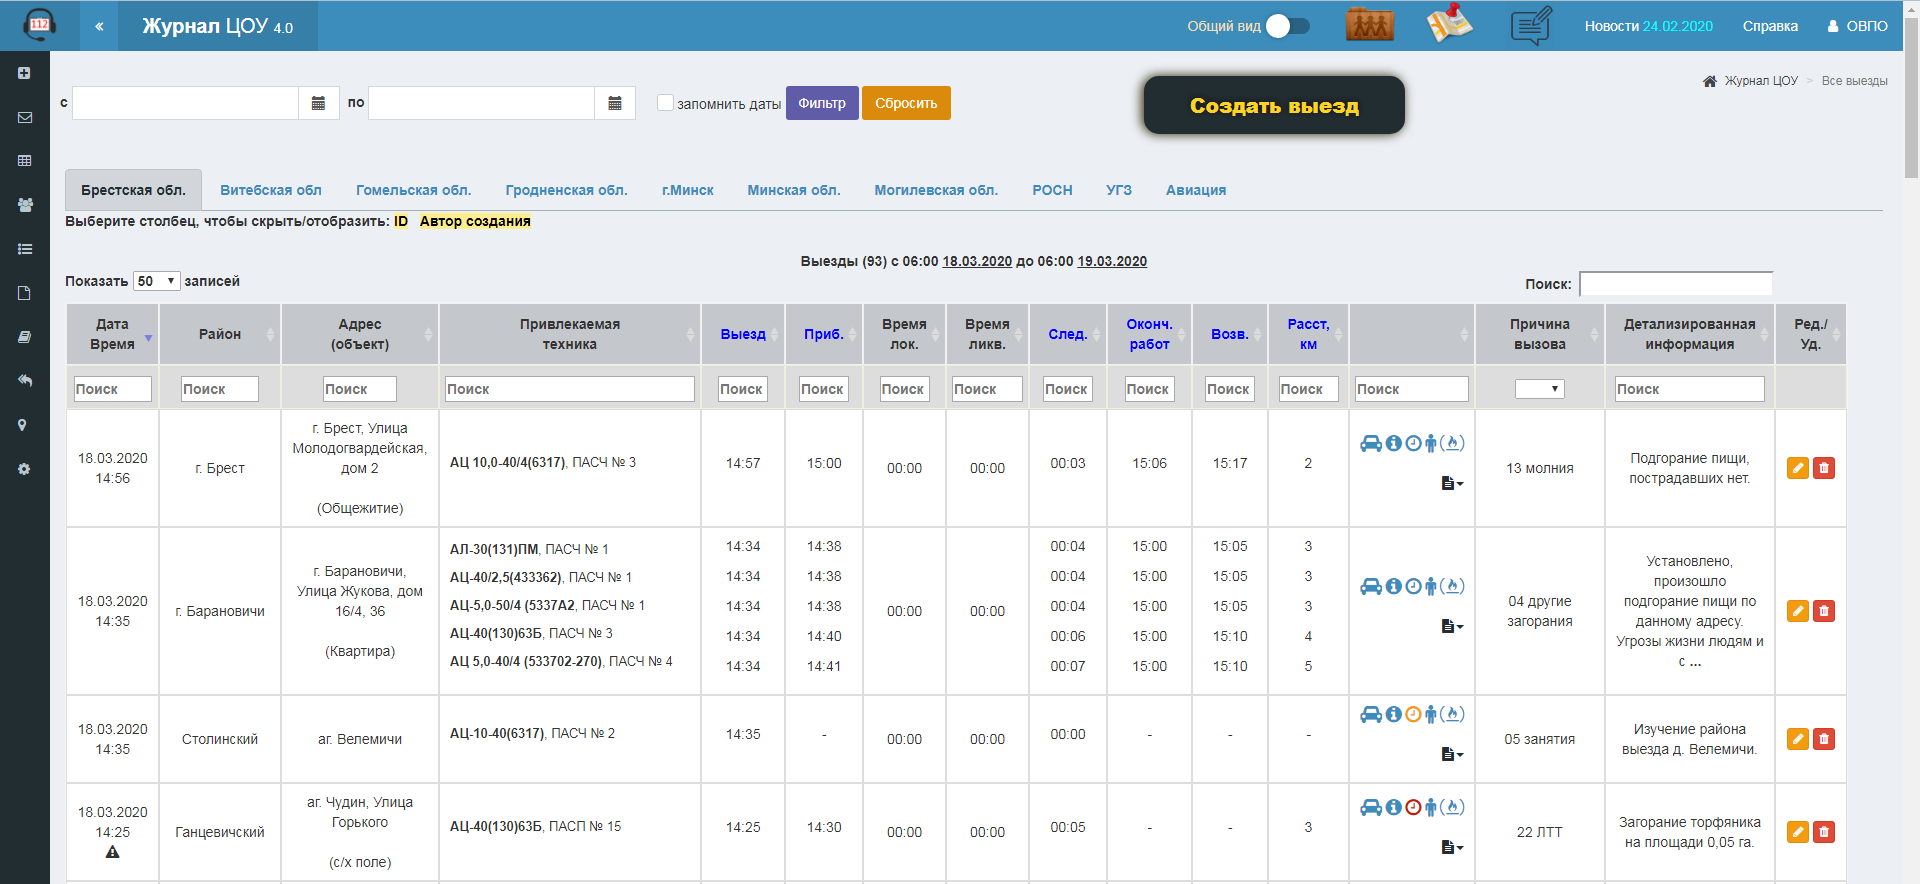 112
«
Журнал ЦОУ 4.0
Общий вид
Новости 24.02.2020
Справка
ОВПО
с
по
запомнить даты
Фильтр
Сбросить
Создать выезд
Журнал ЦОУ > Все выезды
Брестская обл.
Витебская обл
Гомельская обл.
Гродненская обл.
г.Минск
Минская обл.
Могилевская обл.
РОСН
УГЗ
Авиация
Выберите столбец, чтобы скрыть/отобразить: ID Автор создания
Выезды (93) с 06:00 18.03.2020 до 06:00 19.03.2020
Показать 50 записей
Поиск:
Дата
Время
Район
Адрес
(объект)
Привлекаемая
техника
Выезд
Приб.
Время
лок.
Время
ликв.
След.
Оконч.
работ
Возв.
Расст,
км
Причина
вызова
Детализированная
информация
Ред./
Уд.
Поиск
Поиск
Поиск
Поиск
Поиск
Поиск
Поиск
Поиск
Поиск
Поиск
Поиск
Поиск
Поиск
Поиск
18.03.2020
14:56
г. Брест
г. Брест, Улица
Молодогвардейская,
дом 2
(Общежитие)
АЦ 10,0-40/4(6317), ПАСЧ № 3
14:57
15:00
00:00
00:00
00:03
15:06
15:17
2
13 молния
Подгорание пищи,
пострадавших нет.
18.03.2020
14:35
г. Барановичи
г. Барановичи,
Улица Жукова, дом
16/4, 36
(Квартира)
АЛ-30(131)ПМ, ПАСЧ № 1
АЦ-40/2,5(433362), ПАСЧ № 1
АЦ-5,0-50/4 (5337А2, ПАСЧ № 1
АЦ-40(130)63Б, ПАСЧ № 3
АЦ 5,0-40/4 (533702-270), ПАСЧ № 4
14:34
14:34
14:34
14:34
14:34
14:38
14:38
14:38
14:40
14:41
00:00
00:00
00:04
00:04
00:04
00:06
00:07
15:00
15:00
15:00
15:00
15:00
15:05
15:05
15:05
15:10
15:10
3
3
3
4
5
04 другие
загорания
Установлено,
произошло
подгорание пищи по
данному адресу.
Угрозы жизни людям и
с ...
18.03.2020
14:35
Столинский
аг. Велемичи
АЦ-10-40(6317), ПАСЧ № 2
14:35
-
00:00
00:00
00:00
-
-
-
05 занятия
Изучение района
выезда д. Велемичи.
18.03.2020
14:25
Ганцевичский
аг. Чудин, Улица
Горького
(с/х поле)
АЦ-40(130)63Б, ПАСП № 15
14:25
14:30
00:00
00:00
00:05
-
-
3
22 ЛТТ
Загорание торфяника
на площади 0,05 га.